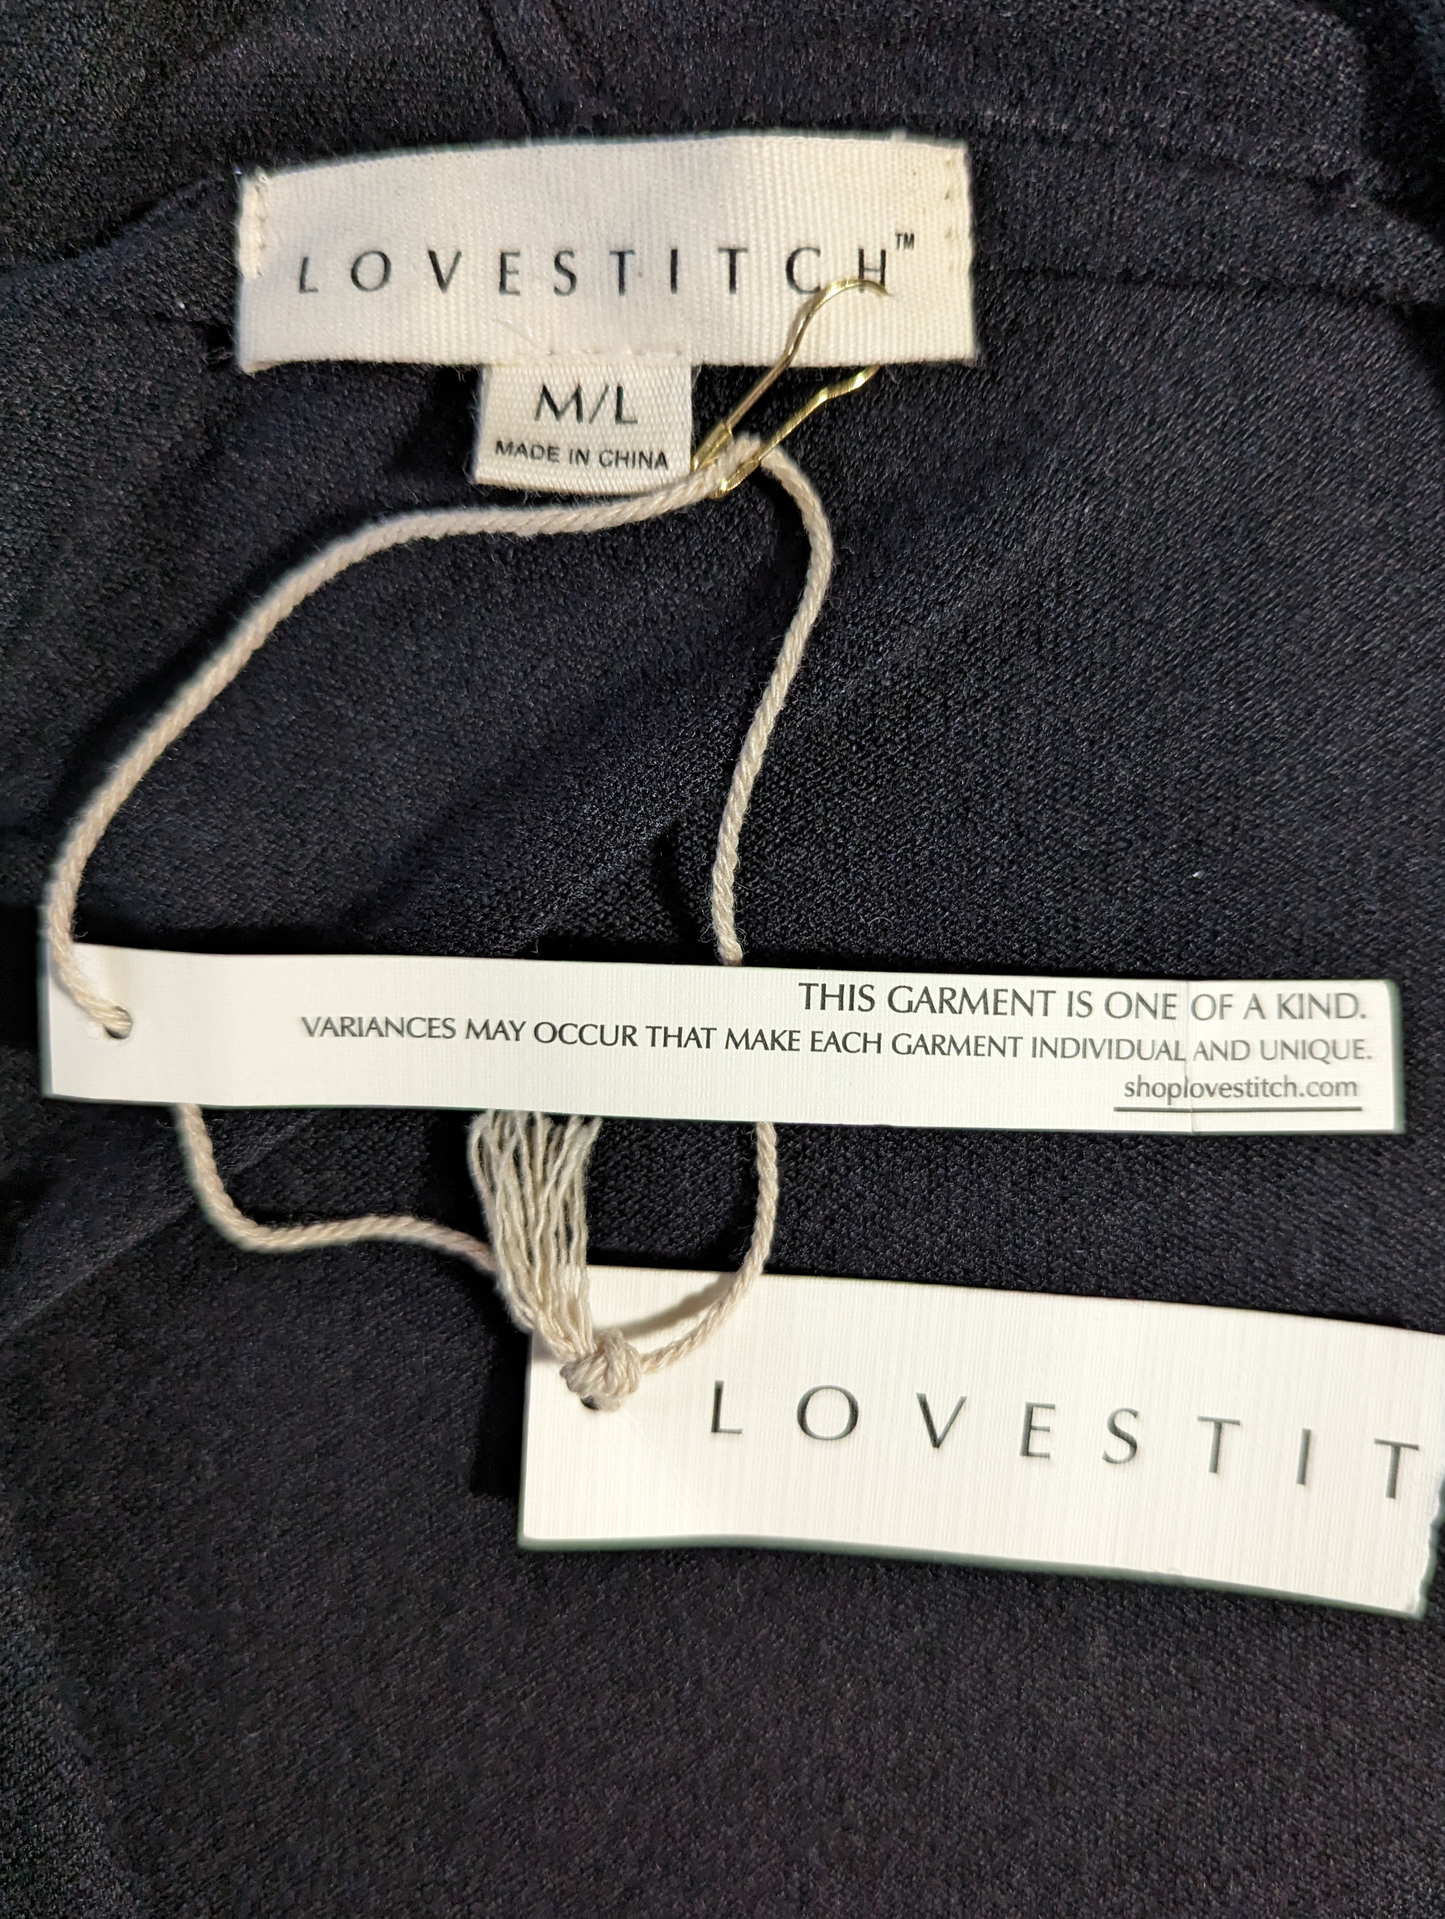 LOVESTITCH™
M/L
MADE IN CHINA
THIS GARMENT IS ONE OF A KIND.
VARIANCES MAY OCCUR THAT MAKE EACH GARMENT INDIVIDUAL AND UNIQUE.
shoplovestitch.com
LOVESTIT